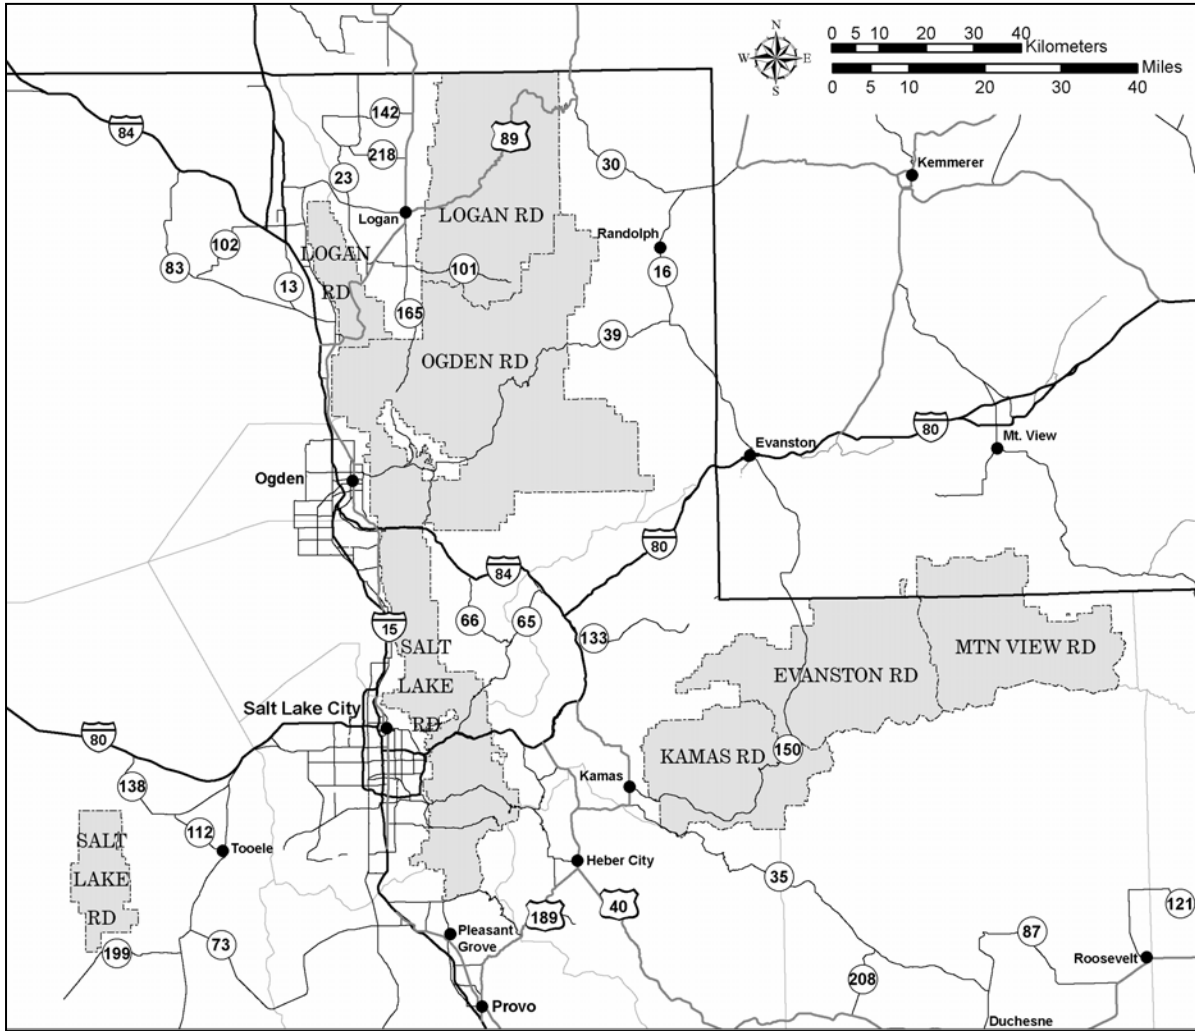 N
W E
S
0 5 10 20 30 40
Kilometers
0 5 10 20 30 40
Miles
84
142
89
218
23
30
Kemmerer
Logan
LOGAN RD
Randolph
102
83
LOGAN
RD
101
16
13
165
39
OGDEN RD
80
Mt. View
Evanston
Ogden
80
84
66
65
15
133
SALT
LAKE
RD
MTN VIEW RD
EVANSTON RD
Salt Lake City
80
KAMAS RD
150
138
Kamas
112
SALT
LAKE
RD
Tooele
Heber City
35
40
189
121
Pleasant
Grove
87
73
199
Roosevelt
208
Provo
Duchesne